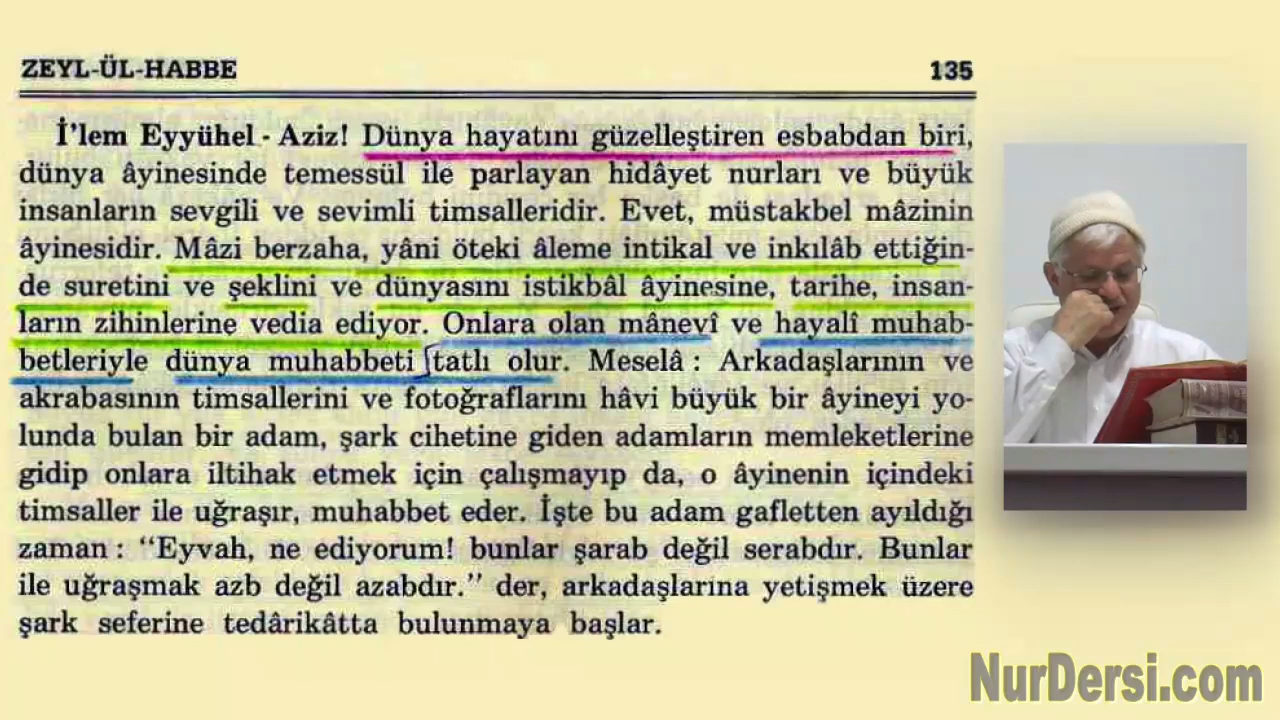 ZEYL-ÜL-HABBE 135
İ'lem Eyyühel - Aziz! Dünya hayatını güzelleştiren esbabdan biri,
dünya âyinesinde temessül ile parlayan hidâyet nurları ve büyük
insanların sevgili ve sevimli timsalleridir. Evet, müstakbel mâzinin
âyinesidir. Mâzi berzaha, yâni öteki âleme intikal ve inkılâb ettiğin-
de suretini ve şeklini ve dünyasını istikbâl âyinesine, tarihe, insan-
ların zihinlerine vedia ediyor. Onlara olan mânevî ve hayalî muhab-
betleriyle dünya muhabbeti tatlı olur. Meselâ : Arkadaşlarının ve
akrabasının timsallerini ve fotoğraflarını hâvi büyük bir âyineyi yo-
lunda bulan bir adam, şark cihetine giden adamların memleketlerine
gidip onlara iltihak etmek için çalışmayıp da, o âyinenin içindeki
timsaller ile uğraşır, muhabbet eder. İşte bu adam gafletten ayıldığı
zaman : "Eyvah, ne ediyorum! bunlar şarab değil serabdır. Bunlar
ile uğraşmak azb değil azabdır." der, arkadaşlarına yetişmek üzere
şark seferine tedârikâtta bulunmaya başlar.
NurDersi.com